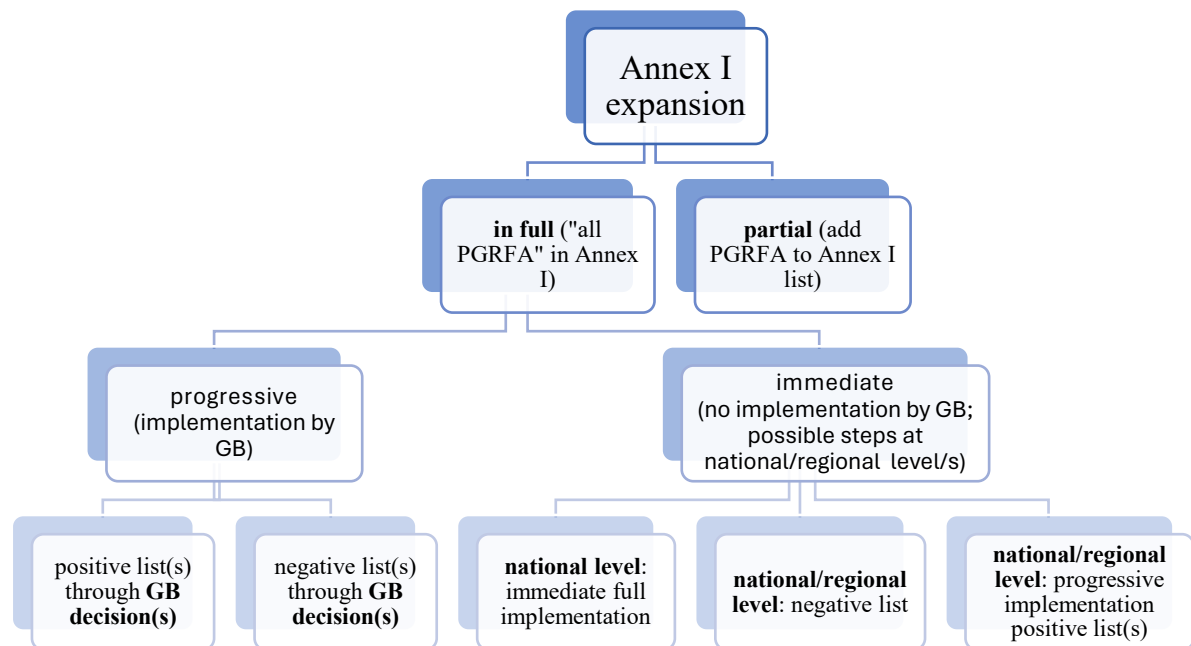 Annex I
expansion
in full ("all
PGRFA" in Annex
I)
partial (add
PGRFA to Annex I
list)
progressive
(implementation by
GB)
immediate
(no implementation by GB;
possible steps at
national/regional level/s)
positive list(s)
through GB
decision(s)
negative list(s)
through GB
decision(s)
national level:
immediate full
implementation
national/regional
level: negative list
national/regional
level: progressive
implementation
positive list(s)